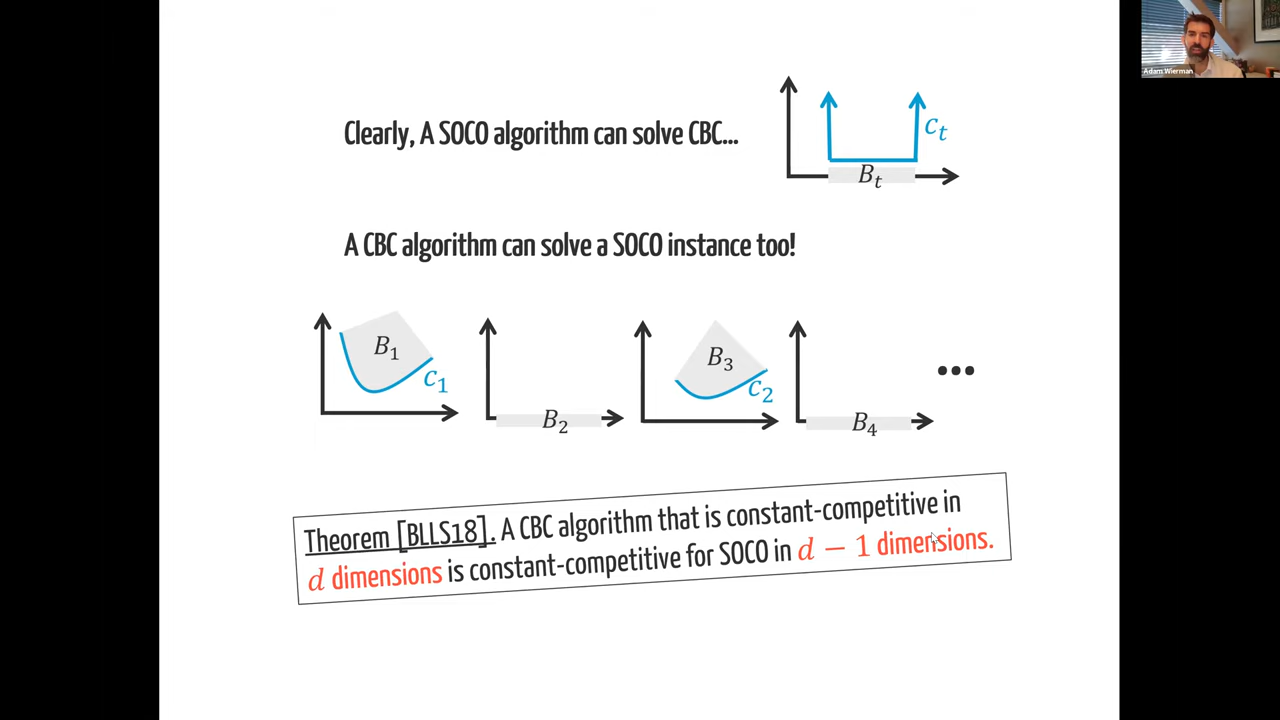 Adam Wierman
Clearly, A SOCO algorithm can solve CBC...
c_t
B_t
A CBC algorithm can solve a SOCO instance too!
B_1
c_1
B_2
B_3
c_2
B_4
•••
Theorem [BLLS18]. A CBC algorithm that is constant-competitive in
d dimensions is constant-competitive for SOCO in d − 1 dimensions.